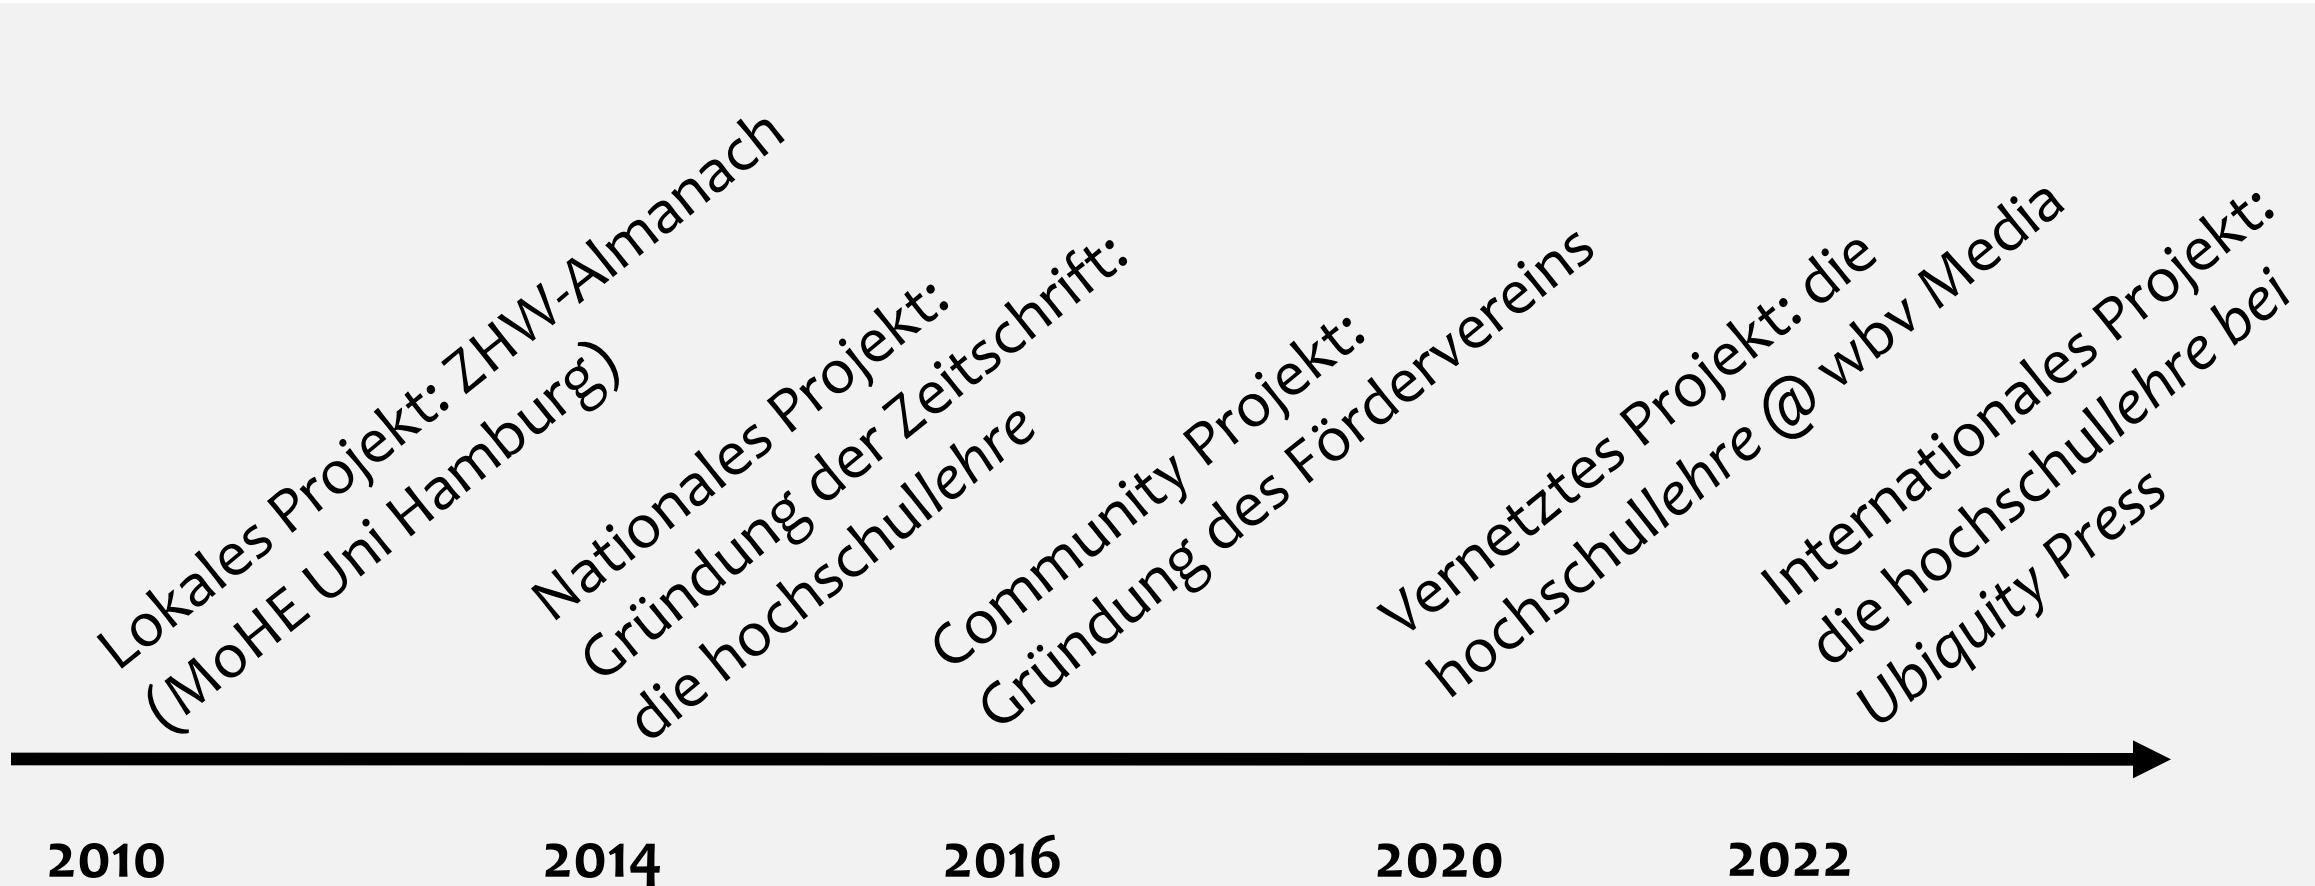 Lokales Projekt: ZHW-Almanach
(MoHE Uni Hamburg)
Nationales Projekt:
Gründung der Zeitschrift:
die hochschullehre
Community Projekt:
Gründung des Fördervereins
Vernetztes Projekt: die
hochschullehre @ wbv Media
Internationales Projekt:
die hochschullehre bei
Ubiquity Press
2010
2014
2016
2020
2022